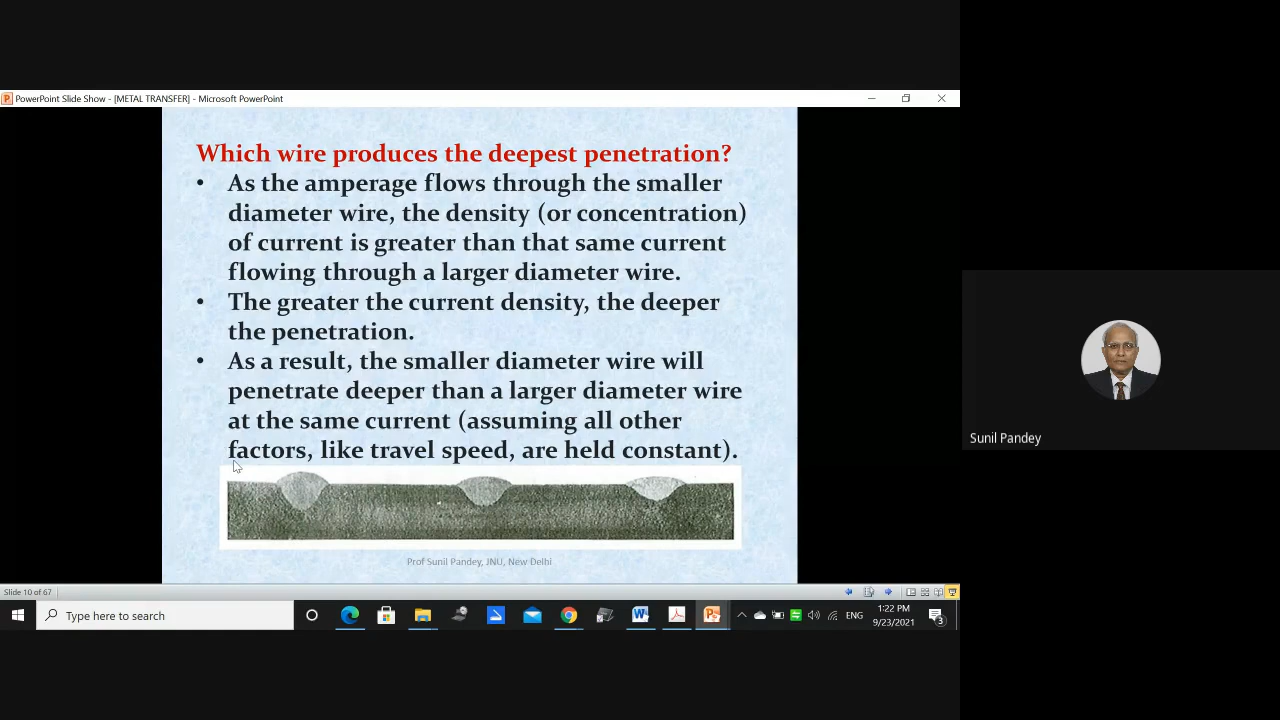 PowerPoint Slide Show - [METAL TRANSFER] - Microsoft PowerPoint
Which wire produces the deepest penetration?
• As the amperage flows through the smaller
diameter wire, the density (or concentration)
of current is greater than that same current
flowing through a larger diameter wire.
• The greater the current density, the deeper
the penetration.
• As a result, the smaller diameter wire will
penetrate deeper than a larger diameter wire
at the same current (assuming all other
factors, like travel speed, are held constant).
Prof Sunil Pandey, JNU, New Delhi
Sunil Pandey
Slide 10 of 67
Type here to search
ENG
1:22 PM
9/23/2021
3